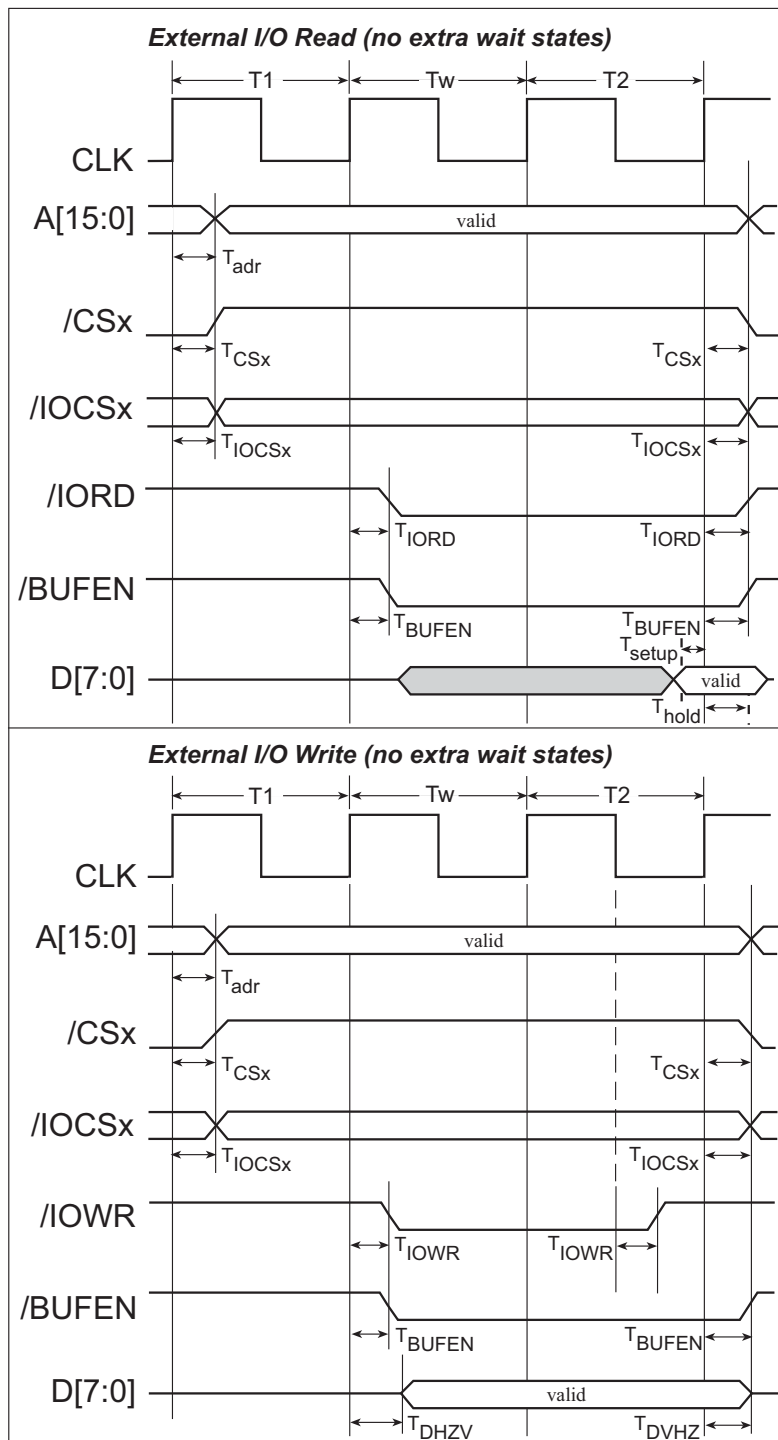 External I/O Read (no extra wait states)
T1 Tw T2
CLK
A[15:0] valid
Tadr
/CSx
TCSx TCSx
/IOCSx
TIOCSx TIOCSx
/IORD
TIORD TIORD
/BUFEN
TBUFEN TBUFEN
Tsetup
D[7:0] valid
Thold
External I/O Write (no extra wait states)
T1 Tw T2
CLK
A[15:0] valid
Tadr
/CSx
TCSx TCSx
/IOCSx
TIOCSx TIOCSx
/IOWR
TIOWR TIOWR
/BUFEN
TBUFEN TBUFEN
D[7:0] valid
TDHZV TDVHZ